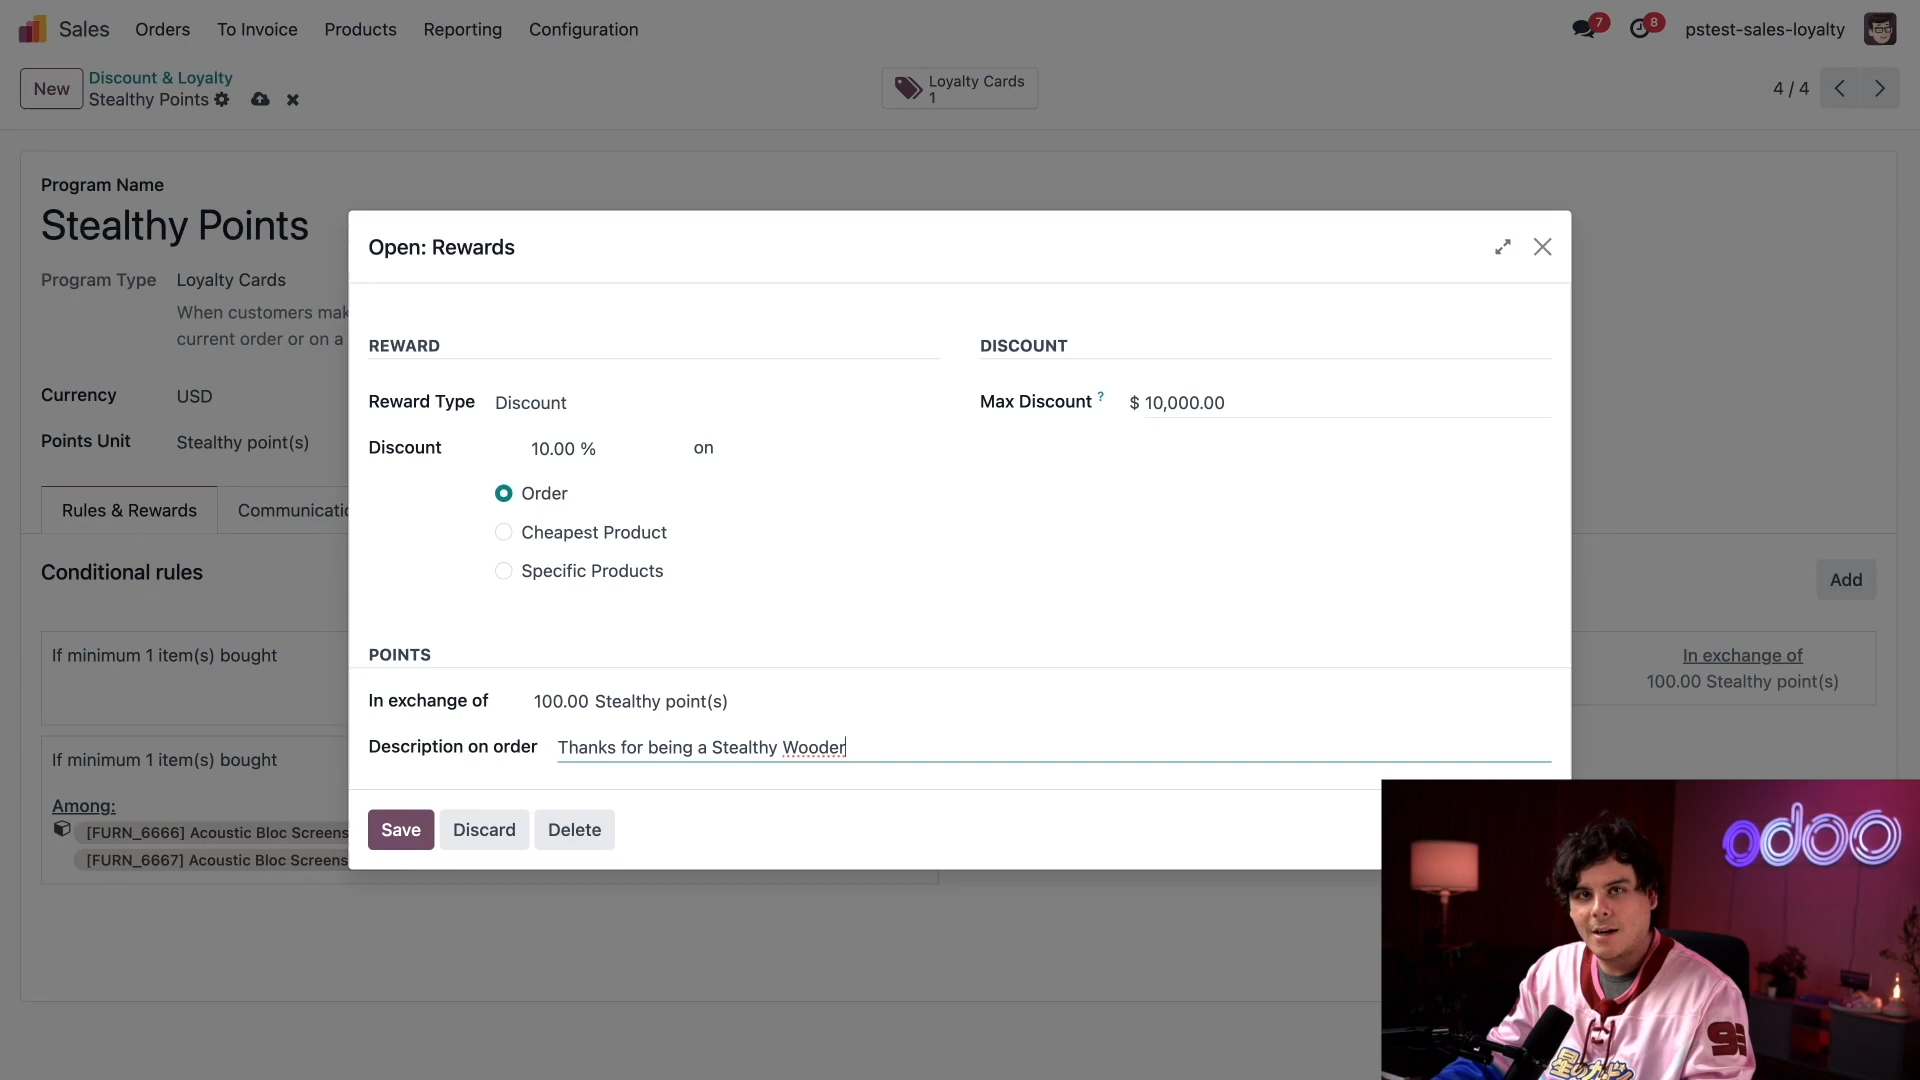 Sales Orders To Invoice Products Reporting Configuration 7 8 pstest-sales-loyalty
New Discount & Loyalty
Stealthy Points
Loyalty Cards
1
4 / 4
Program Name
Stealthy Points
Program Type Loyalty Cards
When customers mak
current order or on a
Currency USD
Points Unit Stealthy point(s)
Rules & Rewards Communicatio
Conditional rules
Add
If minimum 1 item(s) bought
In exchange of
100.00 Stealthy point(s)
If minimum 1 item(s) bought
Among:
[FURN_6666] Acoustic Bloc Screens
[FURN_6667] Acoustic Bloc Screens
Open: Rewards
REWARD
Reward Type Discount
Discount 10.00 % on
Order
Cheapest Product
Specific Products
DISCOUNT
Max Discount ? $ 10,000.00
POINTS
In exchange of 100.00 Stealthy point(s)
Description on order Thanks for being a Stealthy Wooder
Save Discard Delete
odoo